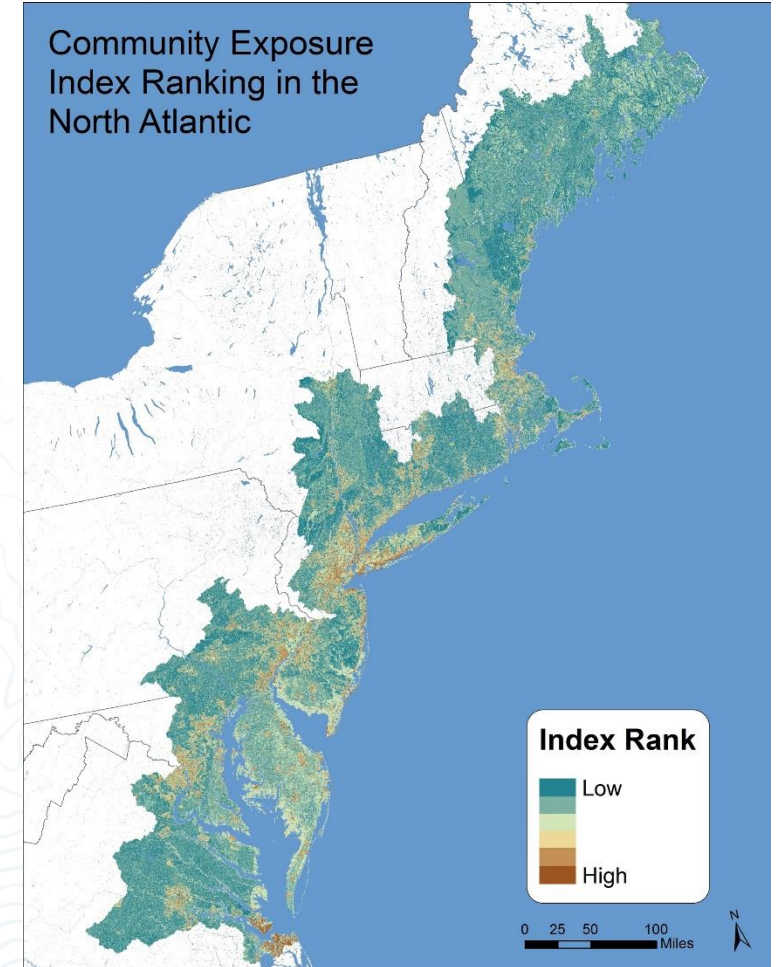 Community Exposure
Index Ranking in the
North Atlantic
Index Rank
Low
High
0 25 50 100
Miles
N